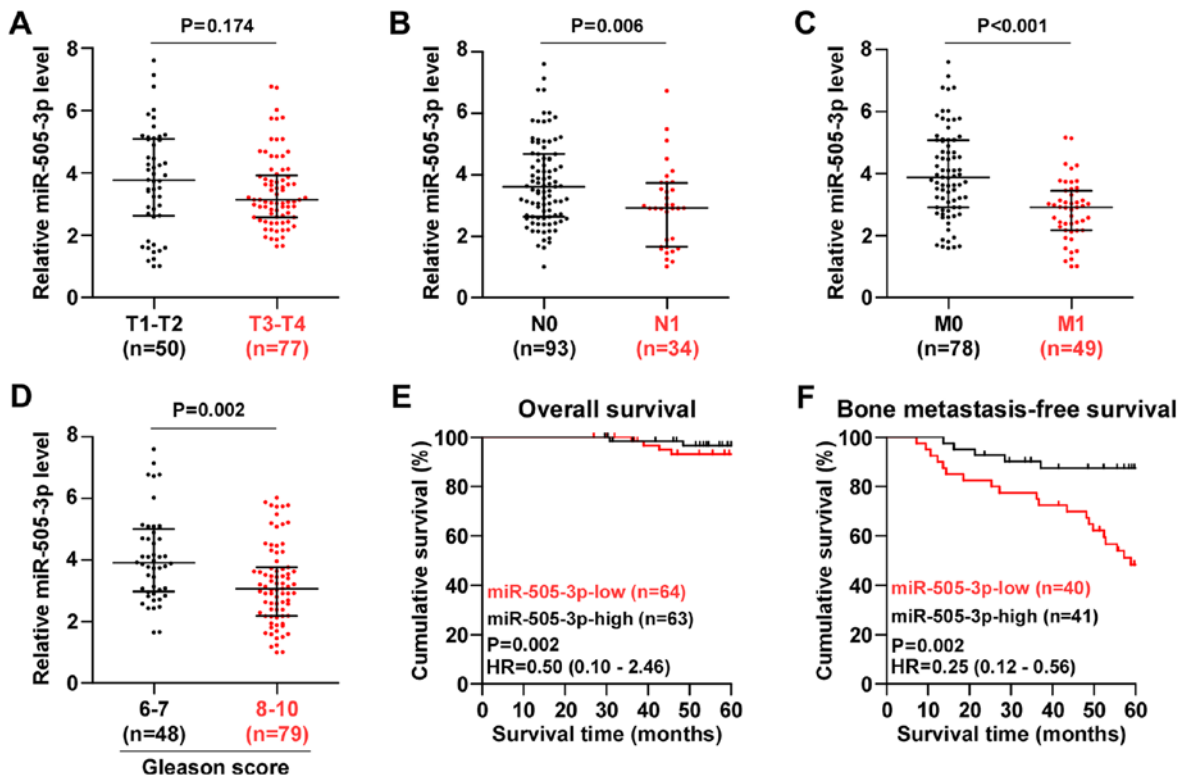 A
P=0.174
Relative miR-505-3p level
8
6
4
2
0
T1-T2
(n=50)
T3-T4
(n=77)
B
P=0.006
Relative miR-505-3p level
8
6
4
2
0
N0
(n=93)
N1
(n=34)
C
P<0.001
Relative miR-505-3p level
8
6
4
2
0
M0
(n=78)
M1
(n=49)
D
P=0.002
Relative miR-505-3p level
8
6
4
2
0
6-7
(n=48)
8-10
(n=79)
Gleason score
E
Overall survival
Cumulative survival (%)
100
80
60
40
20
0
miR-505-3p-low (n=64)
miR-505-3p-high (n=63)
P=0.002
HR=0.50 (0.10 - 2.46)
0 10 20 30 40 50 60
Survival time (months)
F
Bone metastasis-free survival
Cumulative survival (%)
100
80
60
40
20
0
miR-505-3p-low (n=40)
miR-505-3p-high (n=41)
P=0.002
HR=0.25 (0.12 - 0.56)
0 10 20 30 40 50 60
Survival time (months)